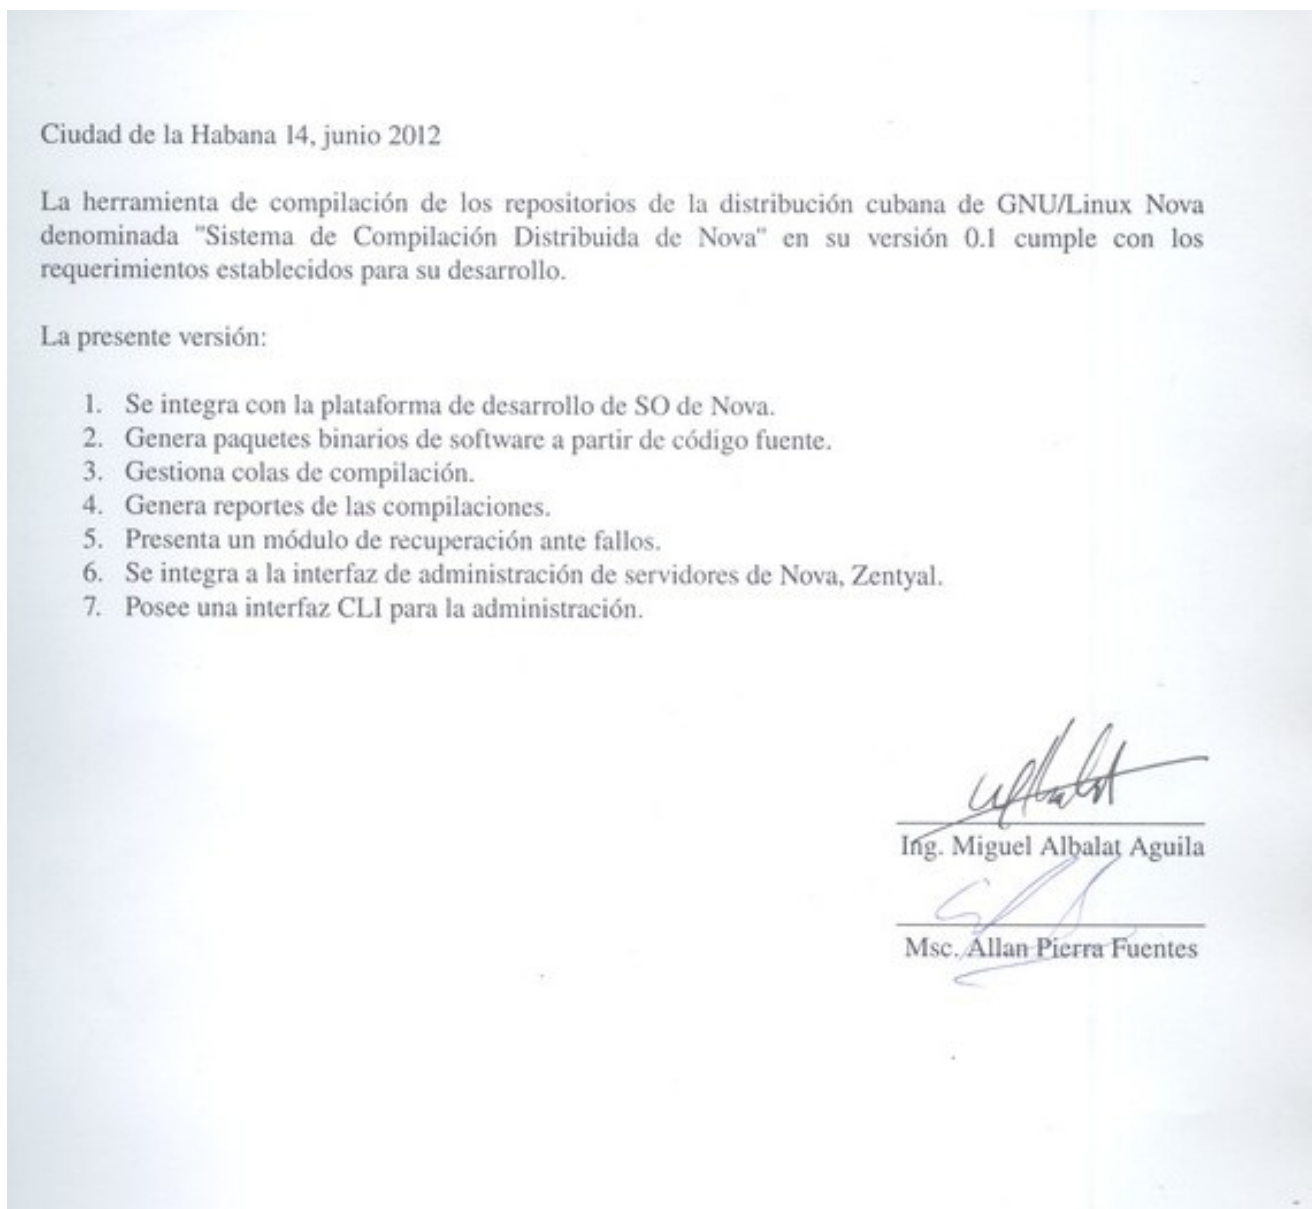 Ciudad de la Habana 14, junio 2012
La herramienta de compilación de los repositorios de la distribución cubana de GNU/Linux Nova
denominada "Sistema de Compilación Distribuida de Nova" en su versión 0.1 cumple con los
requerimientos establecidos para su desarrollo.
La presente versión:
1. Se integra con la plataforma de desarrollo de SO de Nova.
2. Genera paquetes binarios de software a partir de código fuente.
3. Gestiona colas de compilación.
4. Genera reportes de las compilaciones.
5. Presenta un módulo de recuperación ante fallos.
6. Se integra a la interfaz de administración de servidores de Nova, Zentyal.
7. Posee una interfaz CLI para la administración.
Ing. Miguel Albalat Aguila
Msc. Allan Pierra Fuentes